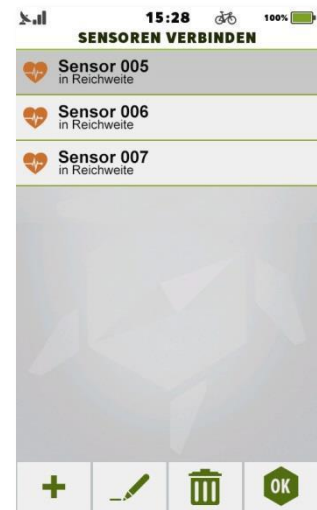 15:28 100%
SENSOREN VERBINDEN
Sensor 005
in Reichweite
Sensor 006
in Reichweite
Sensor 007
in Reichweite
OK